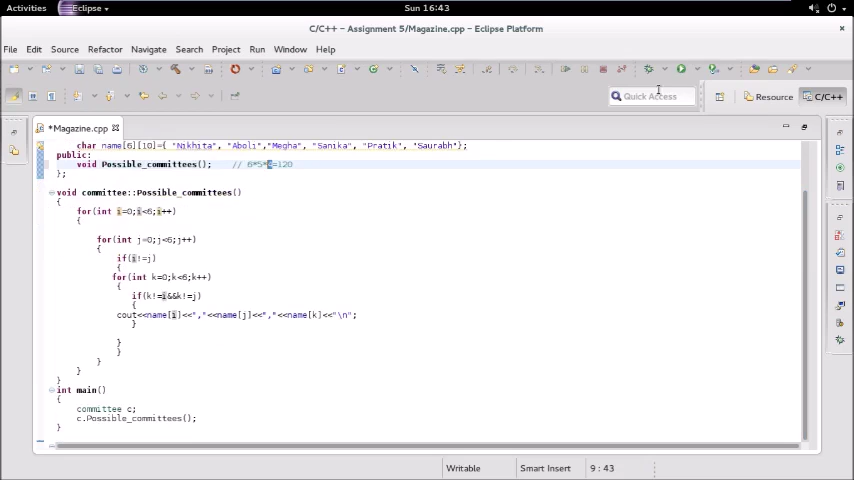 Activities Eclipse Sun 16:43
C/C++ - Assignment 5/Magazine.cpp - Eclipse Platform
File Edit Source Refactor Navigate Search Project Run Window Help
Quick Access Resource C/C++
*Magazine.cpp
char name[6][10]={ "Nikhita", "Aboli","Megha", "Sanika", "Pratik", "Saurabh"};
public:
void Possible_committees(); // 6*5*4=120
};
void committee::Possible_committees()
for(int i=0;i<6;i++)
{
for(int j=0;j<6;j++)
{
if(i!=j)
{
for(int k=0;k<6;k++)
if(k!=i&&k!=j)
{
cout<<name[i]<<","<<name[j]<<","<<name[k]<<"\n";
}
}
}
}
}
}
int main()
{
committee c;
c.Possible_committees();
}
Writable Smart Insert 9 : 43